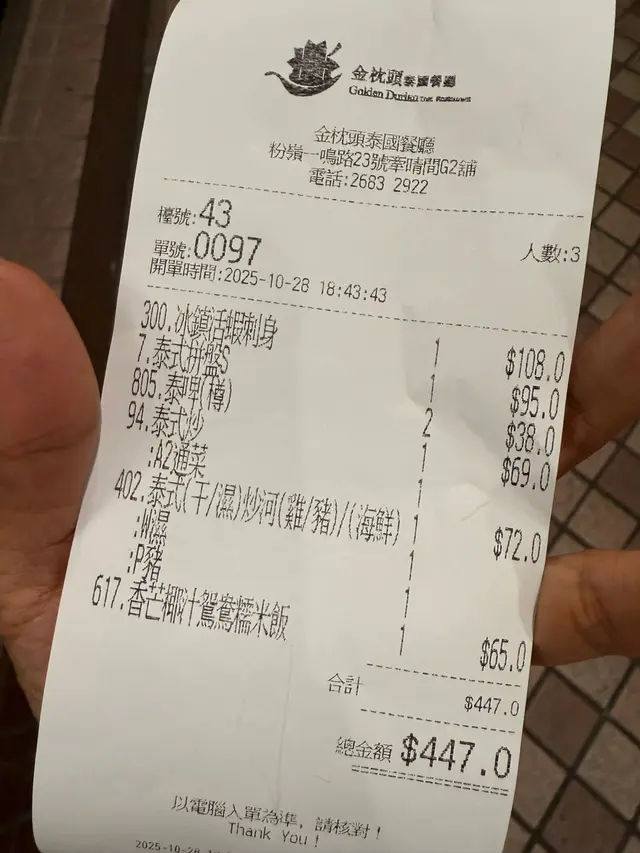 金枕頭泰國餐廳
Golden Durian Thai Restaurant
金枕頭泰國餐廳
粉嶺一鳴路23號牽晴間G2舖
電話:2683 2922
檯號:43 人數:3
單號:0097
開單時間:2025-10-28 18:43:43
300.冰鎮活蝦刺身 1 $108.0
7.泰式拼盤S 1 $95.0
805.泰啤(樽) 2 $38.0
94.泰式炒 1 $69.0
:A2通菜 1
402.泰式(干/濕)炒河(雞/豬)/(海鮮) 1 $72.0
:W濕 1
:P豬 1
617.香芒椰汁鴛鴦糯米飯 1 $65.0
合計 $447.0
總金額 $447.0
以電腦入單為準，請核對！
Thank You！
2025-10-28